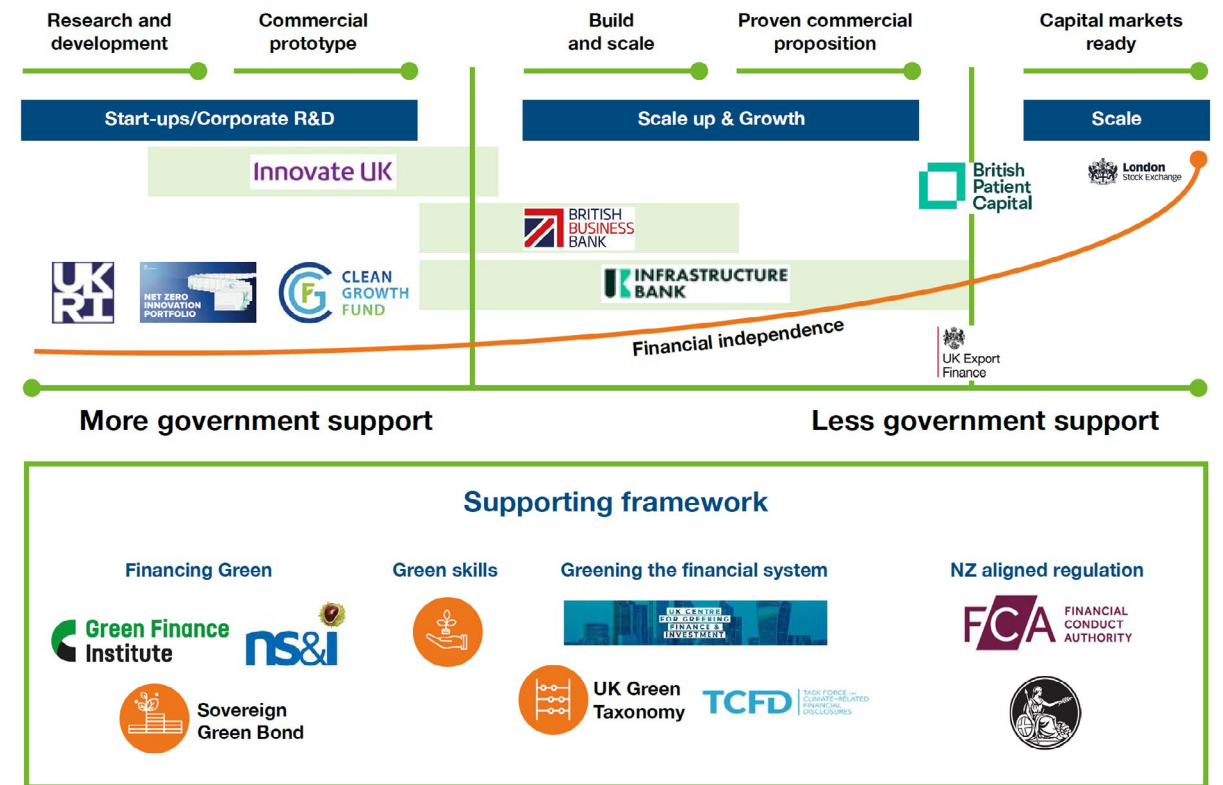 Research and
development
Commercial
prototype
Build
and scale
Proven commercial
proposition
Capital markets
ready
Start-ups/Corporate R&D
Scale up & Growth
Scale
Innovate UK
British
Patient
Capital
London
Stock Exchange
BRITISH
BUSINESS
BANK
UK
RI
NET ZERO
INNOVATION
PORTFOLIO
CGF
CLEAN
GROWTH
FUND
UK INFRASTRUCTURE
BANK
Financial independence
UK Export
Finance
More government support
Less government support
Supporting framework
Financing Green
Green skills
Greening the financial system
NZ aligned regulation
Green Finance
Institute
ns&i
UK CENTRE
FOR GREENING
FINANCE &
INVESTMENT
FCA
FINANCIAL
CONDUCT
AUTHORITY
Sovereign
Green Bond
UK Green
Taxonomy
TCFD
TASK FORCE ON
CLIMATE-RELATED
FINANCIAL
DISCLOSURES